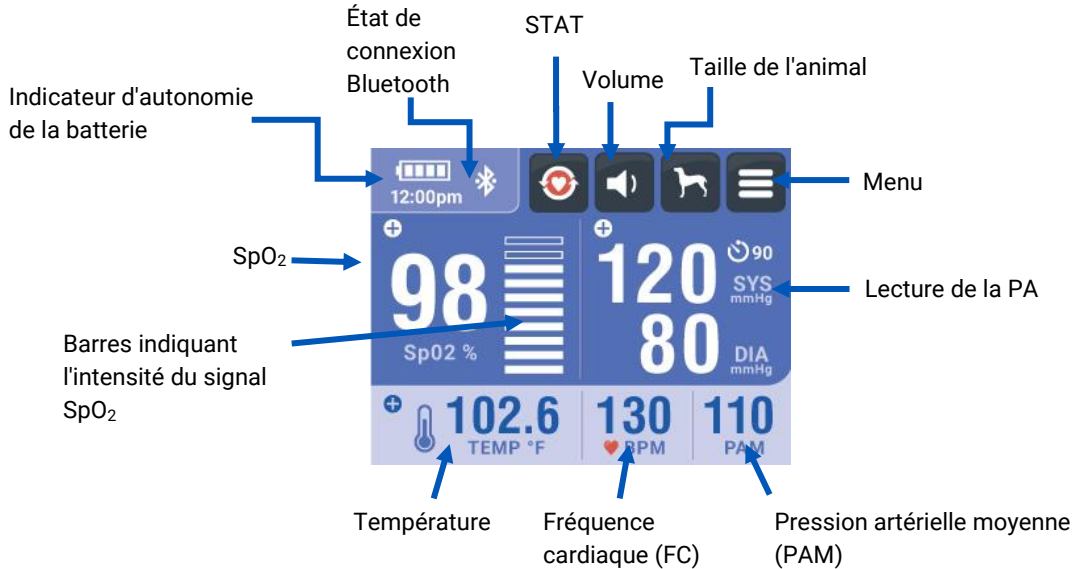 État de
connexion
Bluetooth
STAT
Volume
Taille de l'animal
Indicateur d'autonomie
de la batterie
12:00pm
Menu
SpO₂
98
Sp02 %
120
90
SYS
mmHg
80
DIA
mmHg
Lecture de la PA
Barres indiquant
l'intensité du signal
SpO₂
102.6
TEMP °F
130
BPM
110
PAM
Température
Fréquence
cardiaque (FC)
Pression artérielle moyenne
(PAM)